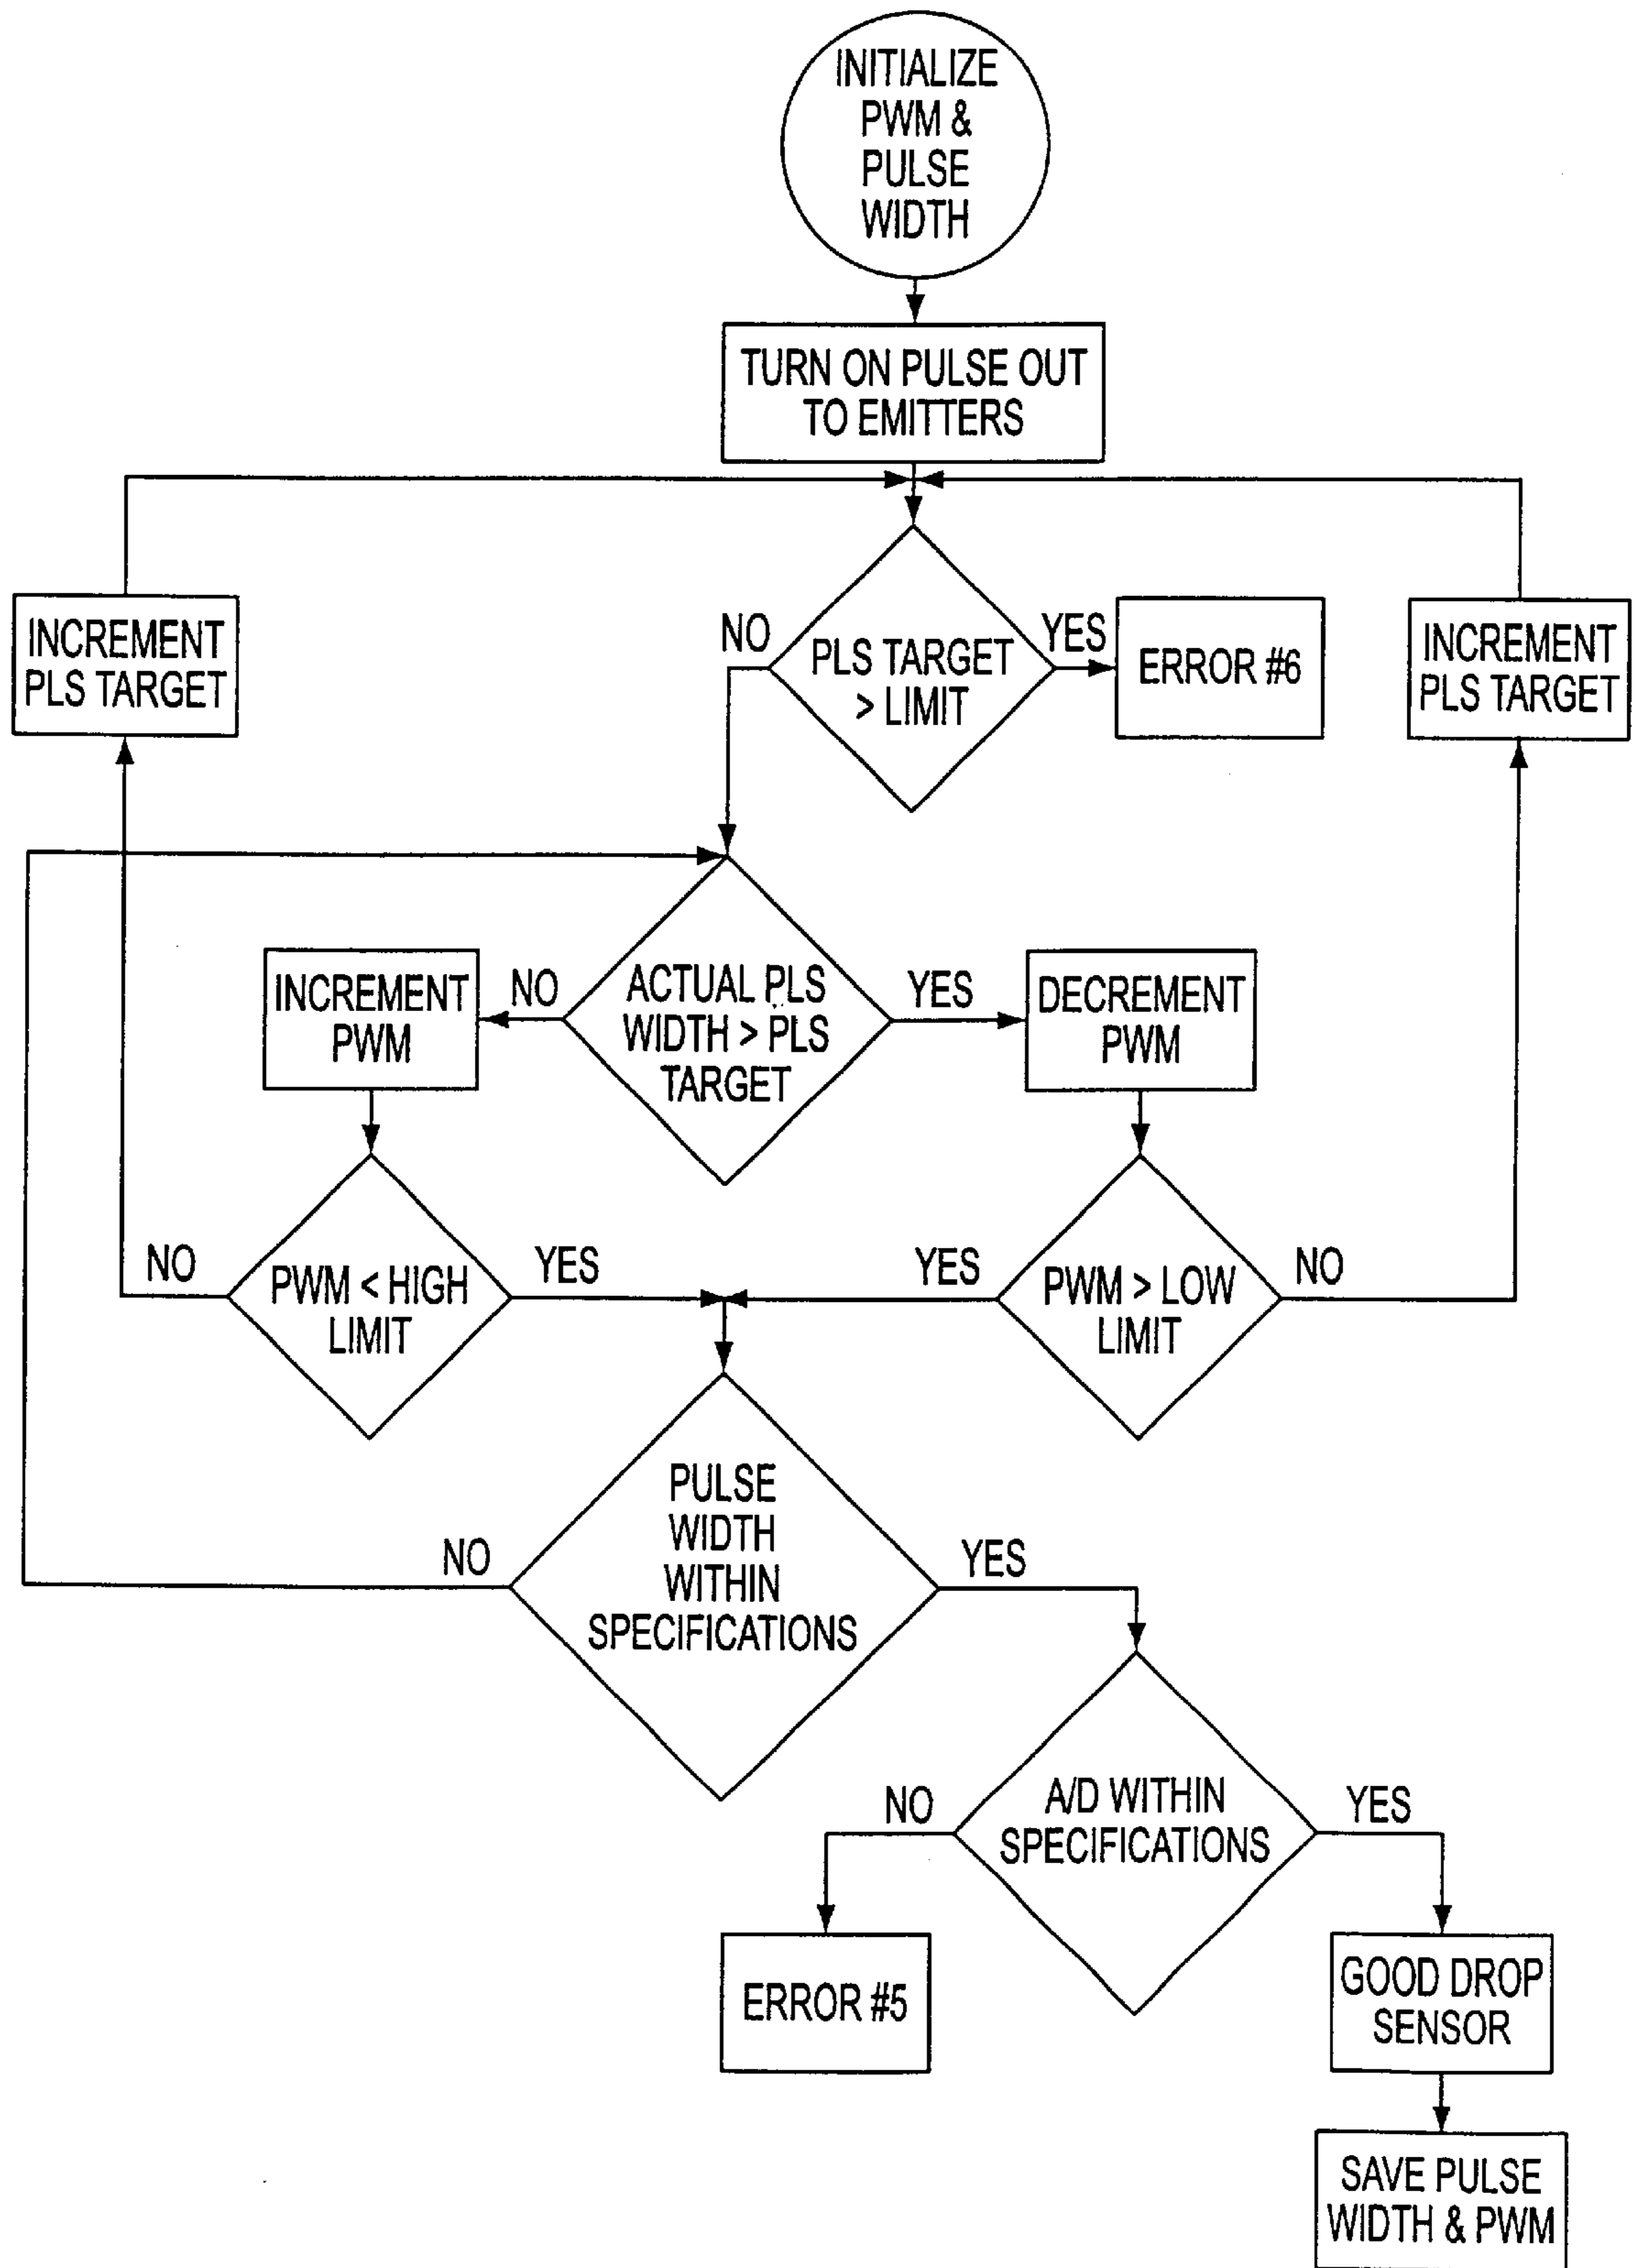 INITIALIZE
PWM &
PULSE
WIDTH
TURN ON PULSE OUT
TO EMITTERS
INCREMENT
PLS TARGET
NO
PLS TARGET
> LIMIT
YES
ERROR #6
INCREMENT
PLS TARGET
INCREMENT
PWM
NO
ACTUAL PLS
WIDTH > PLS
TARGET
YES
DECREMENT
PWM
NO
PWM < HIGH
LIMIT
YES
YES
PWM > LOW
LIMIT
NO
NO
PULSE
WIDTH
WITHIN
SPECIFICATIONS
YES
NO
A/D WITHIN
SPECIFICATIONS
YES
ERROR #5
GOOD DROP
SENSOR
SAVE PULSE
WIDTH & PWM